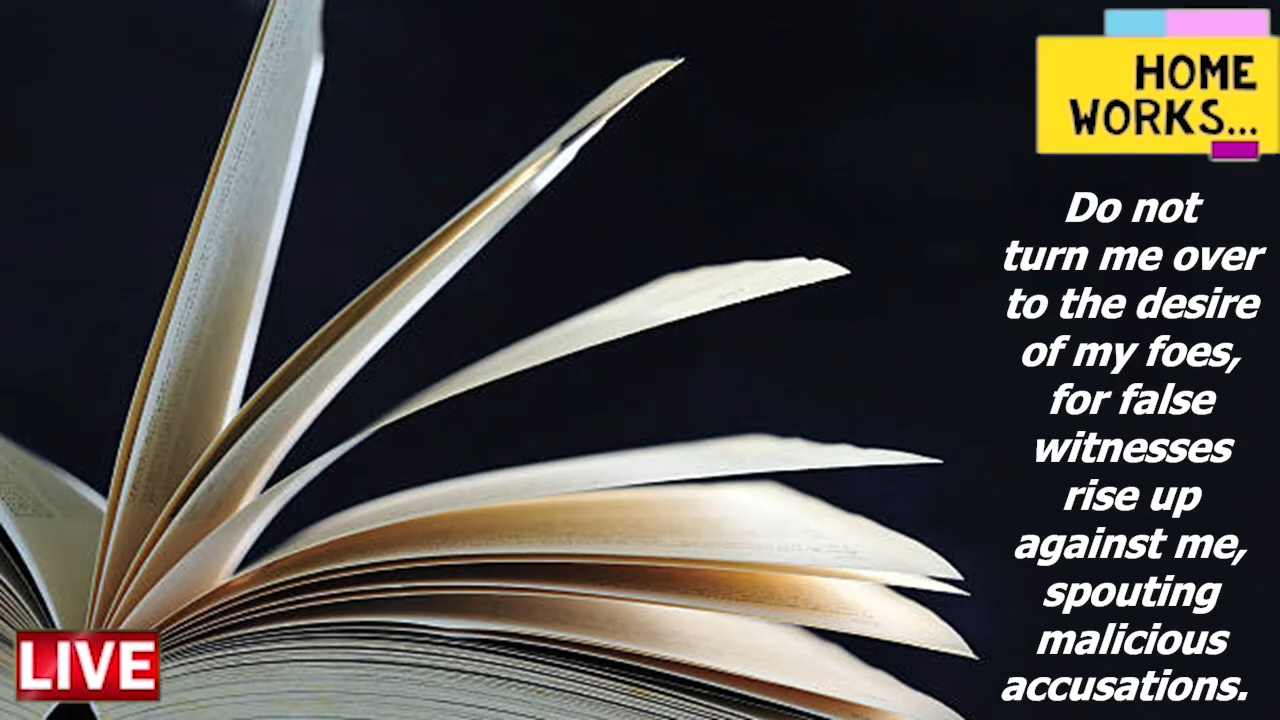 HOME
WORKS...
Do not
turn me over
to the desire
of my foes,
for false
witnesses
rise up
against me,
spouting
malicious
accusations.
LIVE